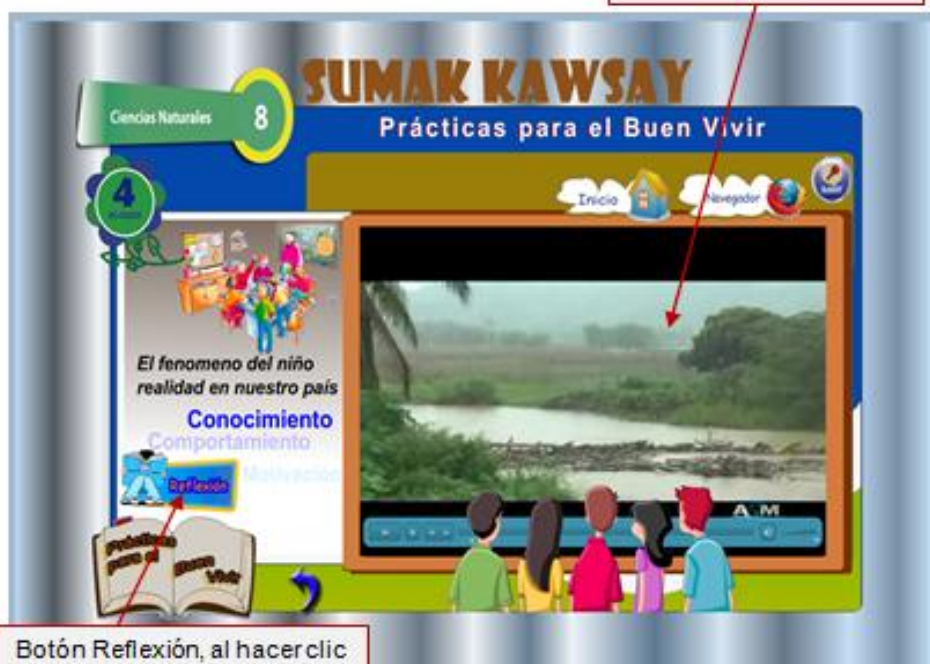 SUMAK KAWSAY
Ciencias Naturales
8
Prácticas para el Buen Vivir
4
Inicio
Navegador
El fenomeno del niño
realidad en nuestro país
Conocimiento
Comportamiento
Motivacion
Reflexión
Prácticas
para el
Buen
Vivir
Botón Reflexión, al hacer clic